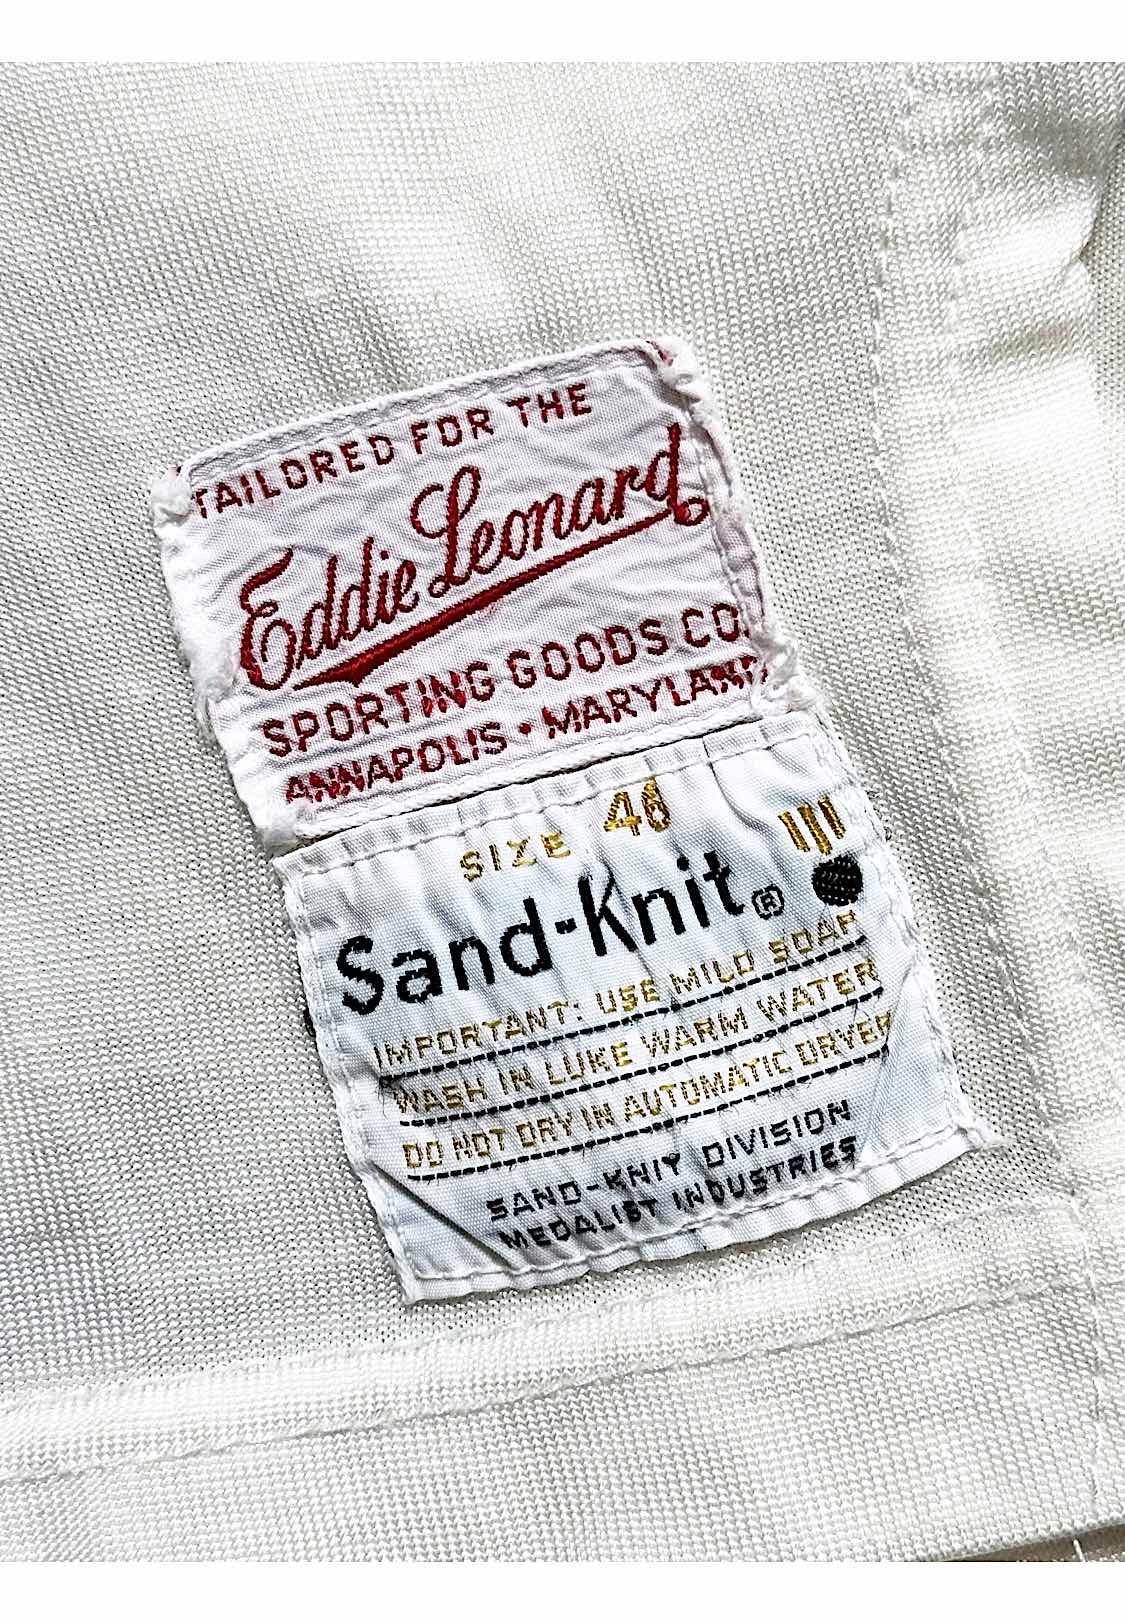 TAILORED FOR THE
Eddie Leonard
SPORTING GOODS CO.
ANNAPOLIS • MARYLAND
SIZE 46
Sand-Knit®
IMPORTANT: USE MILD SOAP
WASH IN LUKE WARM WATER
DO NOT DRY IN AUTOMATIC DRYER
SAND-KNIT DIVISION
MEDALIST INDUSTRIES